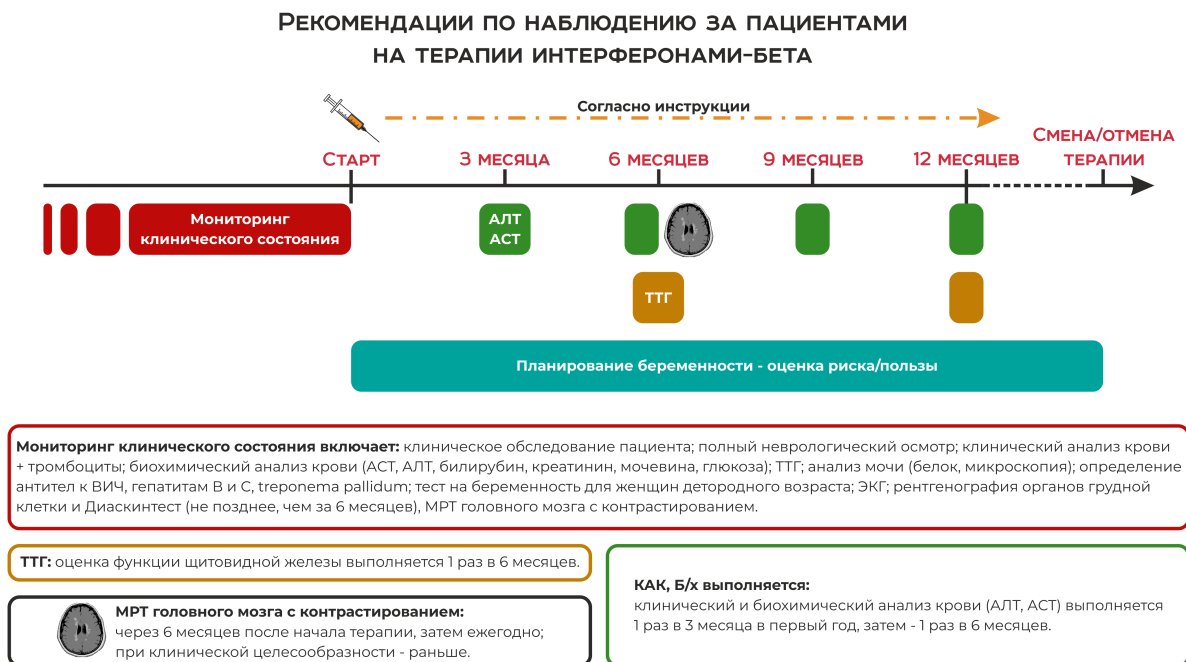 Рекомендации по наблюдению за пациентами
на терапии интерферонами-бета
Согласно инструкции
Старт
3 месяца
6 месяцев
9 месяцев
12 месяцев
Смена/отмена
терапии
Мониторинг
клинического состояния
АЛТ
АСТ
ТТГ
Планирование беременности - оценка риска/пользы
Мониторинг клинического состояния включает: клиническое обследование пациента; полный неврологический осмотр; клинический анализ крови
+ тромбоциты; биохимический анализ крови (АСТ, АЛТ, билирубин, креатинин, мочевина, глюкоза); ТТГ; анализ мочи (белок, микроскопия); определение
антител к ВИЧ, гепатитам В и С, treponema pallidum; тест на беременность для женщин детородного возраста; ЭКГ; рентгенография органов грудной
клетки и Диаскинтест (не позднее, чем за 6 месяцев), МРТ головного мозга с контрастированием.
ТТГ: оценка функции щитовидной железы выполняется 1 раз в 6 месяцев.
МРТ головного мозга с контрастированием:
через 6 месяцев после начала терапии, затем ежегодно;
при клинической целесообразности - раньше.
КАК, Б/х выполняется:
клинический и биохимический анализ крови (АЛТ, АСТ) выполняется
1 раз в 3 месяца в первый год, затем - 1 раз в 6 месяцев.